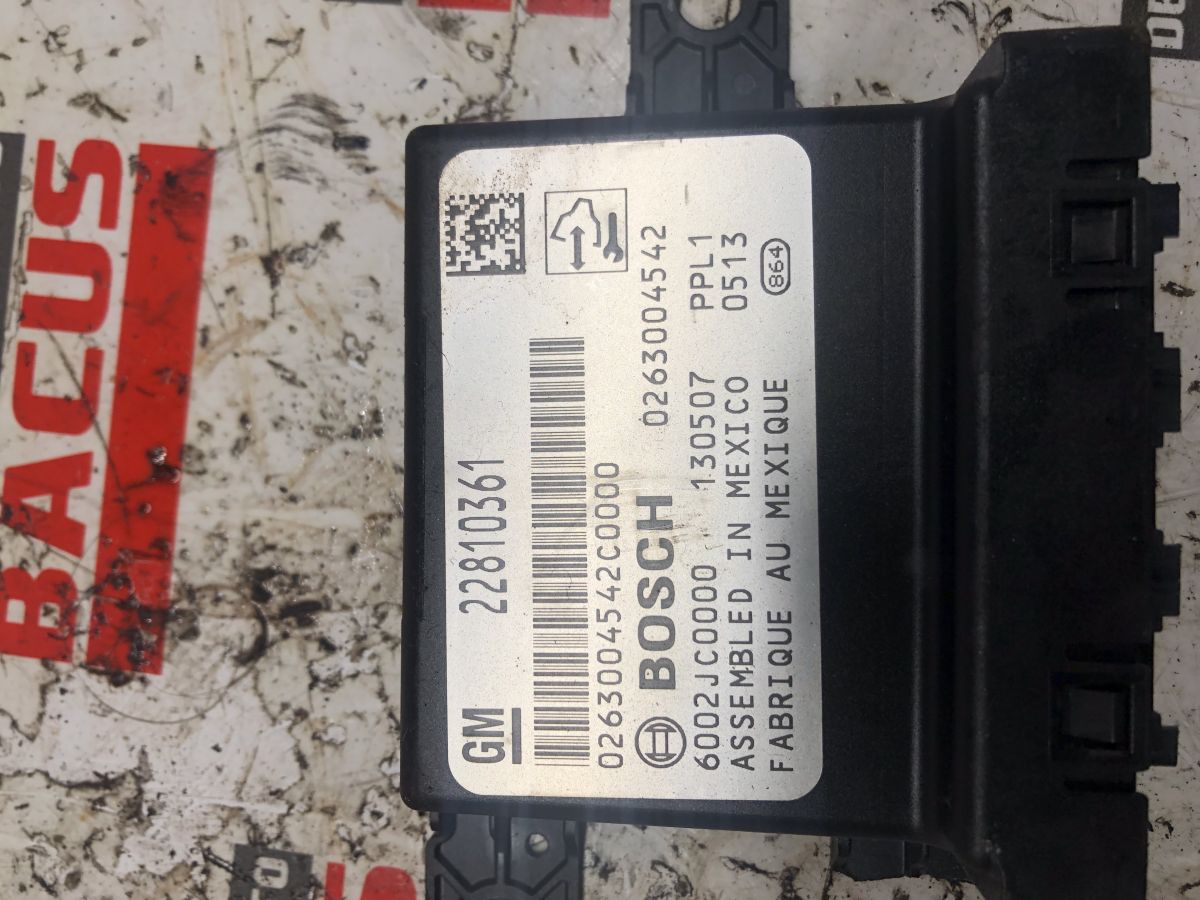 GM 22810361
0263004542C0000
BOSCH 0263004542
6002JC0000 130507 PPL1
ASSEMBLED IN MEXICO 0513
FABRIQUE AU MEXIQUE 864
BACUS